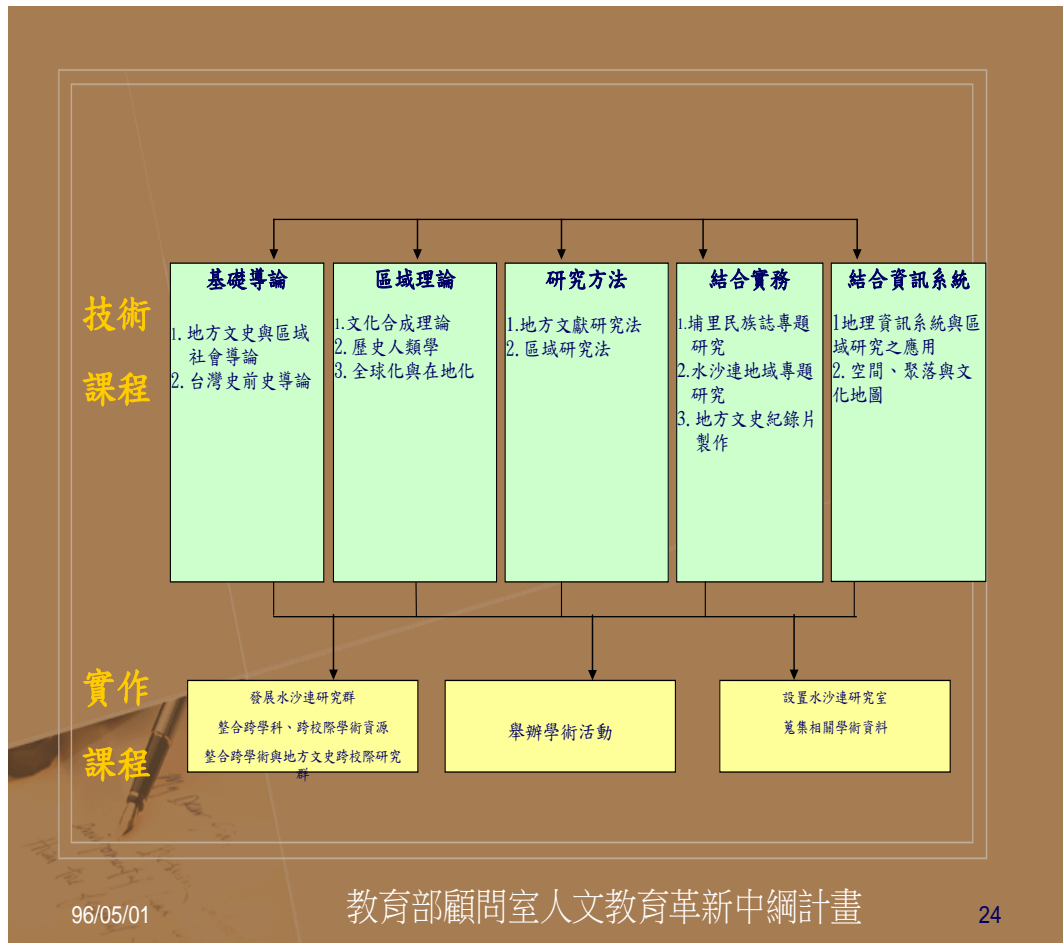 技術
課程
基礎導論
1. 地方文史與區域
社會導論
2. 台灣史前史導論
區域理論
1.文化合成理論
2. 歷史人類學
3. 全球化與在地化
研究方法
1.地方文獻研究法
2. 區域研究法
結合實務
1.埔里民族誌專題
研究
2.水沙連地域專題
研究
3.地方文史紀錄片
製作
結合資訊系統
1地理資訊系統與區
域研究之應用
2. 空間、聚落與文
化地圖
實作
課程
發展水沙連研究群
整合跨學科、跨校際學術資源
整合跨學術與地方文史跨校際研究
群
舉辦學術活動
設置水沙連研究室
蒐集相關學術資料
96/05/01
教育部顧問室人文教育革新中綱計畫
24